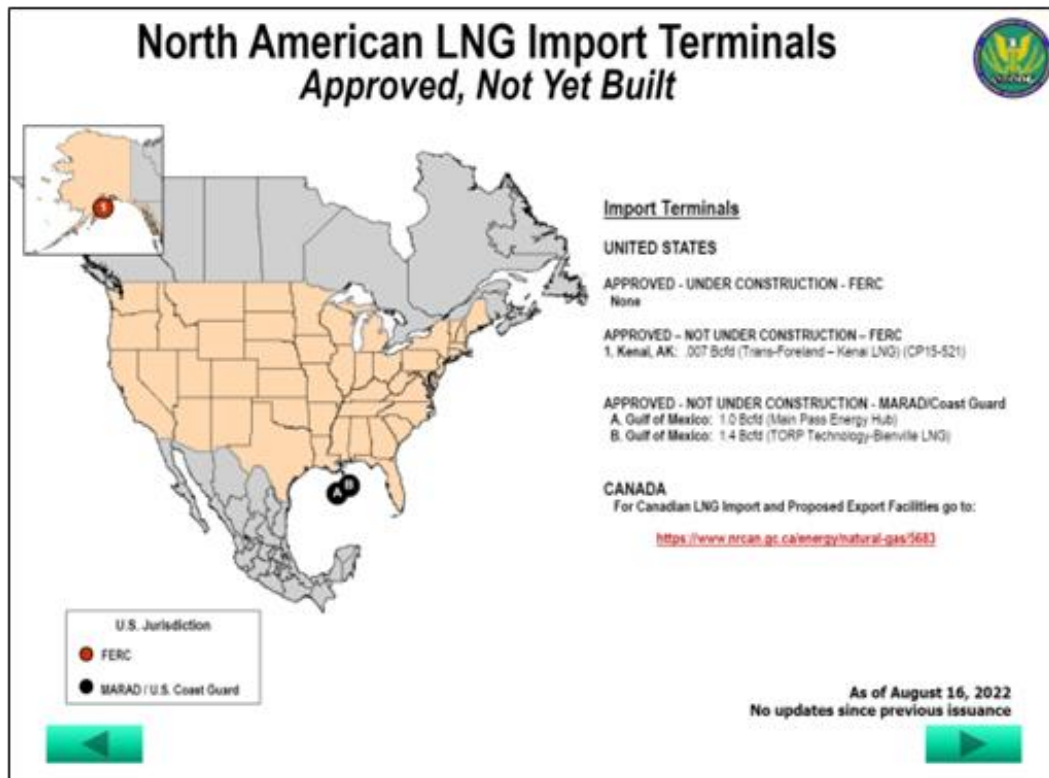 North American LNG Import Terminals
Approved, Not Yet Built
1
Import Terminals
UNITED STATES
APPROVED - UNDER CONSTRUCTION - FERC
None
APPROVED – NOT UNDER CONSTRUCTION – FERC
1. Kenai, AK: .007 Bcfd (Trans-Foreland – Kenai LNG) (CP15-521)
APPROVED - NOT UNDER CONSTRUCTION - MARAD/Coast Guard
A. Gulf of Mexico: 1.0 Bcfd (Main Pass Energy Hub)
B. Gulf of Mexico: 1.4 Bcfd (TORP Technology-Bienville LNG)
A
B
CANADA
For Canadian LNG Import and Proposed Export Facilities go to:
https://www.nrcan.gc.ca/energy/natural-gas/5683
U.S. Jurisdiction
FERC
MARAD / U.S. Coast Guard
As of August 16, 2022
No updates since previous issuance